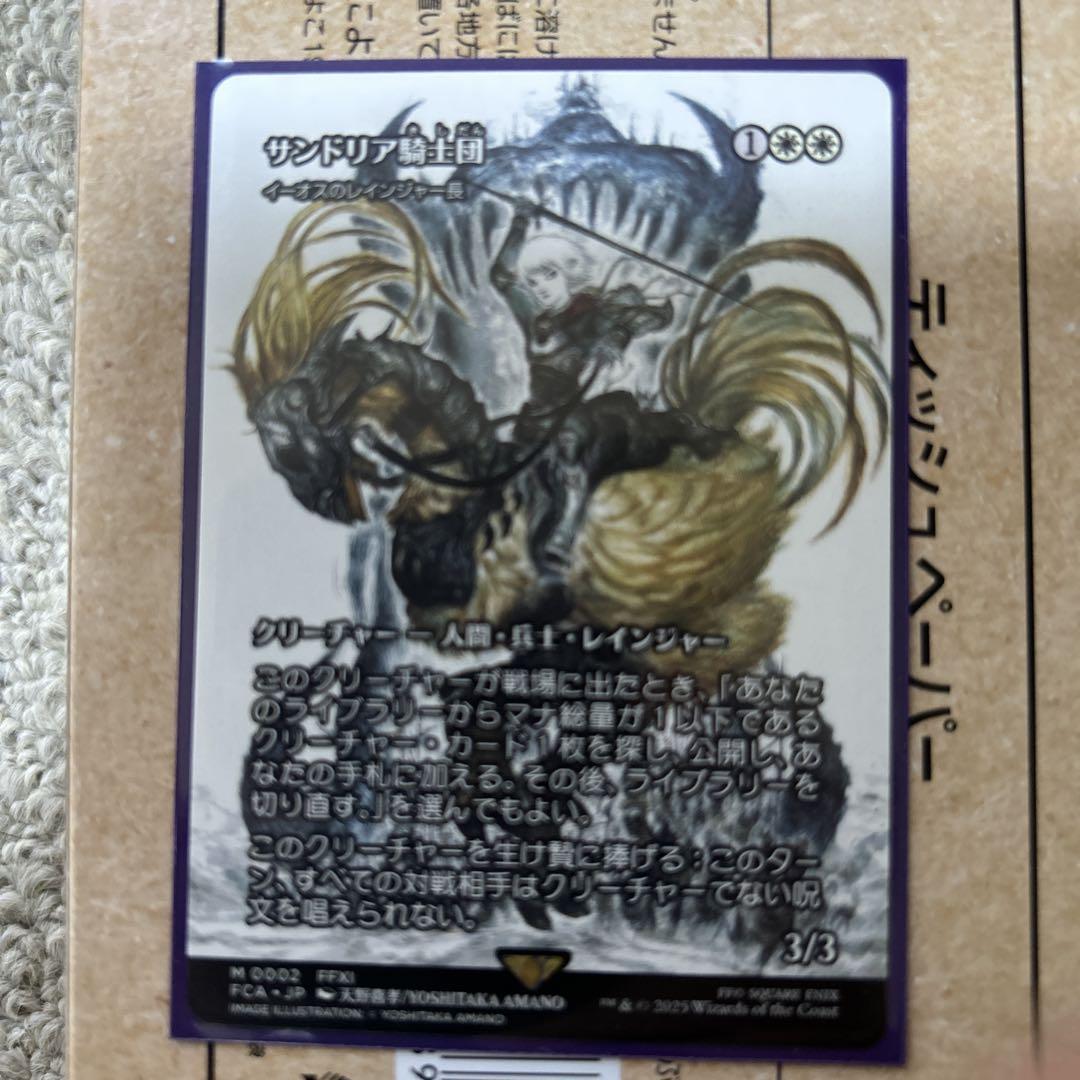 サンドリア騎士団
イーオスのレインジャー長
クリーチャー — 人間・兵士・レインジャー
このクリーチャーが戦場に出たとき、「あなた
のライブラリーからマナ総量が1以下である
クリーチャー・カード1枚を探し、公開し、あ
なたの手札に加える。その後、ライブラリーを
切り直す。」を選んでもよい。
このクリーチャーを生け贄に捧げる：このター
ン、すべての対戦相手はクリーチャーでない呪
文を唱えられない。
3/3
M 0002 FFXI
FCA • JP 天野喜孝/YOSHITAKA AMANO
IMAGE ILLUSTRATION: © YOSHITAKA AMANO
FFO SQUARE ENIX
™ & © 2025 Wizards of the Coast
ティッシュペーパー